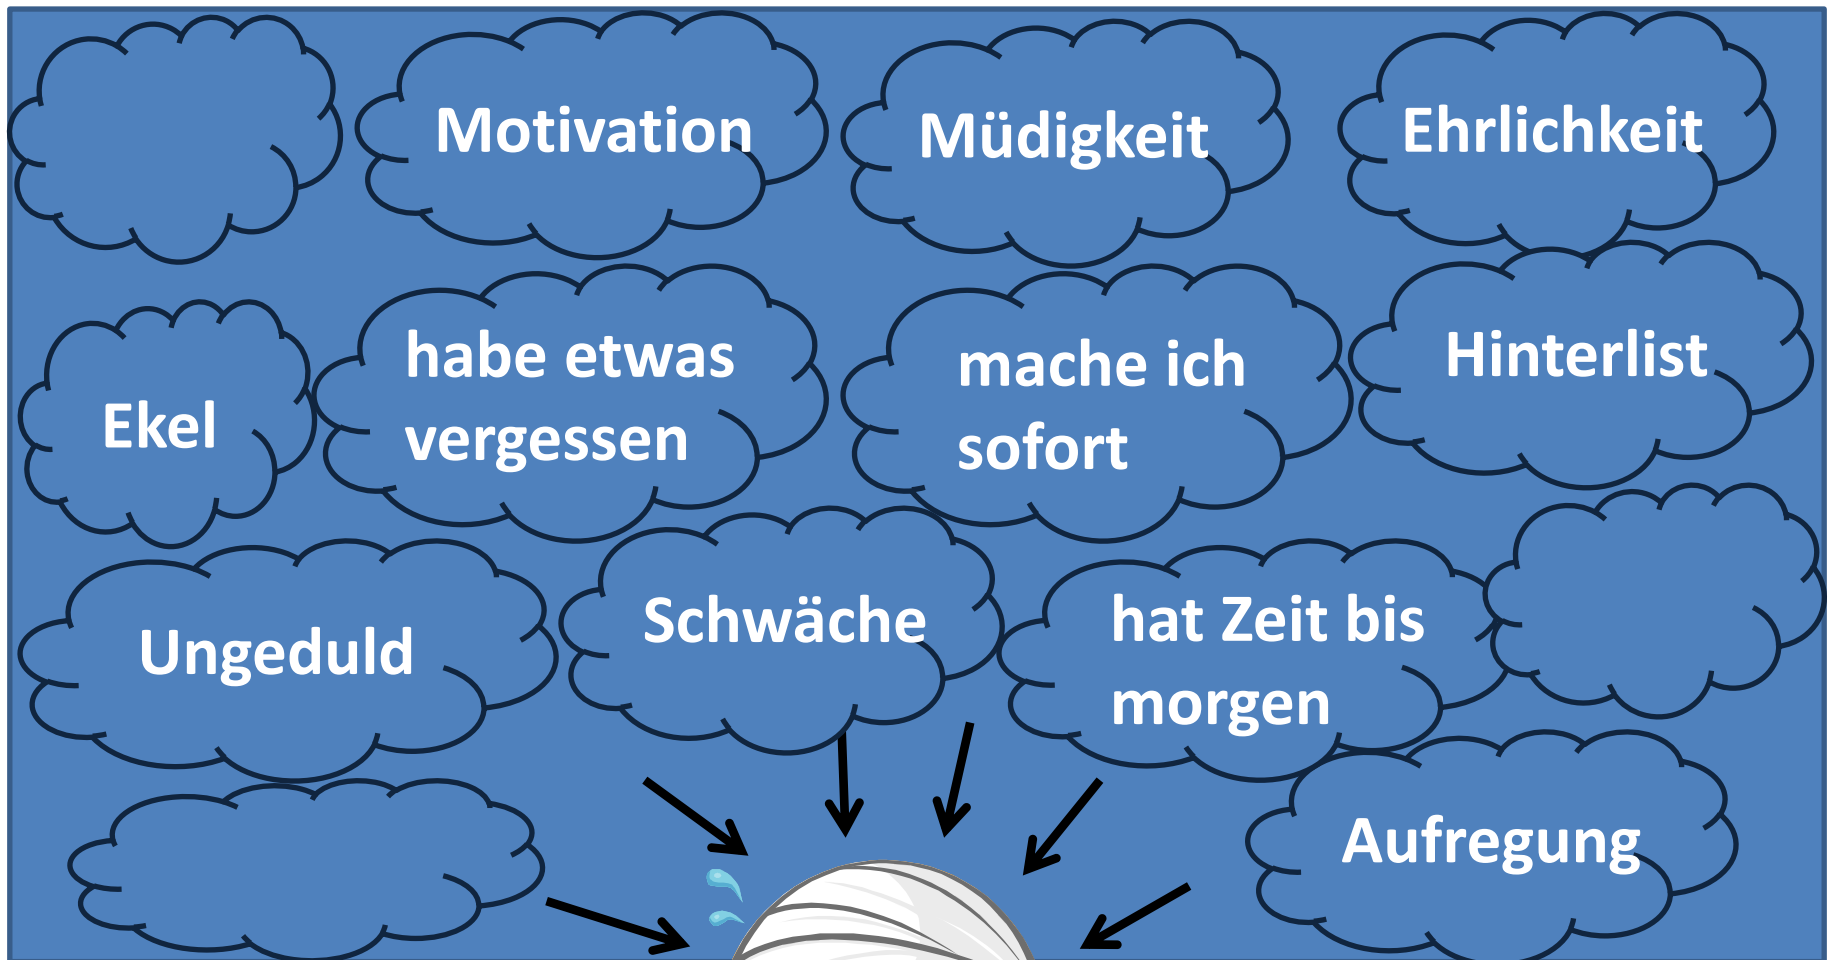 Motivation
Müdigkeit
Ehrlichkeit
habe etwas
vergessen
mache ich
sofort
Hinterlist
Ekel
Ungeduld
Schwäche
hat Zeit bis
morgen
Aufregung